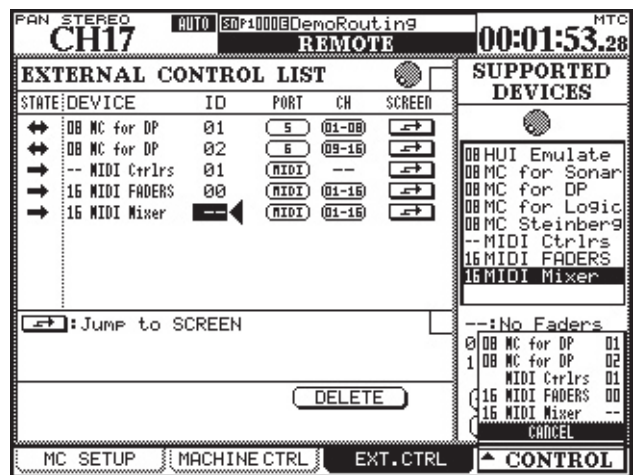 PAN STEREO AUTO DemoRouting MTC
CH17 REMOTE 00:01:53.28
EXTERNAL CONTROL LIST
STATE DEVICE ID PORT CH SCREEN
08 MC for DP 01 5 01-08
08 MC for DP 02 6 09-16
-- MIDI Ctrlrs 01 MIDI --
16 MIDI FADERS 00 MIDI 01-16
16 MIDI Mixer -- MIDI 01-16
:Jump to SCREEN
DELETE
SUPPORTED
DEVICES
08 HUI Emulate
08 MC for Sonar
08 MC for DP
08 MC for Logic
08 MC Steinberg
-- MIDI Ctrlrs
16 MIDI FADERS
16 MIDI Mixer
--:No Faders
08 MC for DP 01
08 MC for DP 02
MIDI Ctrlrs 01
16 MIDI FADERS 00
16 MIDI Mixer --
CANCEL
MC SETUP MACHINE CTRL EXT.CTRL CONTROL